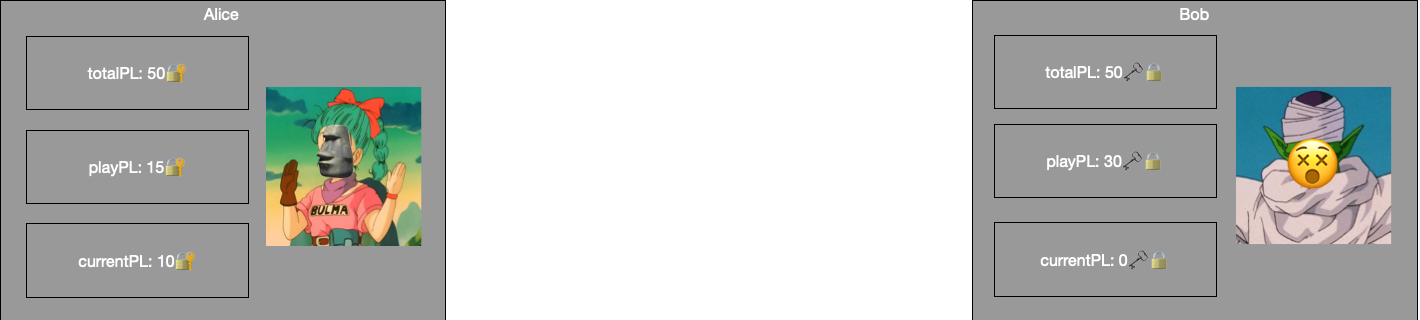 Alice
totalPL: 50🔐
playPL: 15🔐
currentPL: 10🔐
BULMA
Bob
totalPL: 50🗝🔒
playPL: 30🗝🔒
currentPL: 0🗝🔒